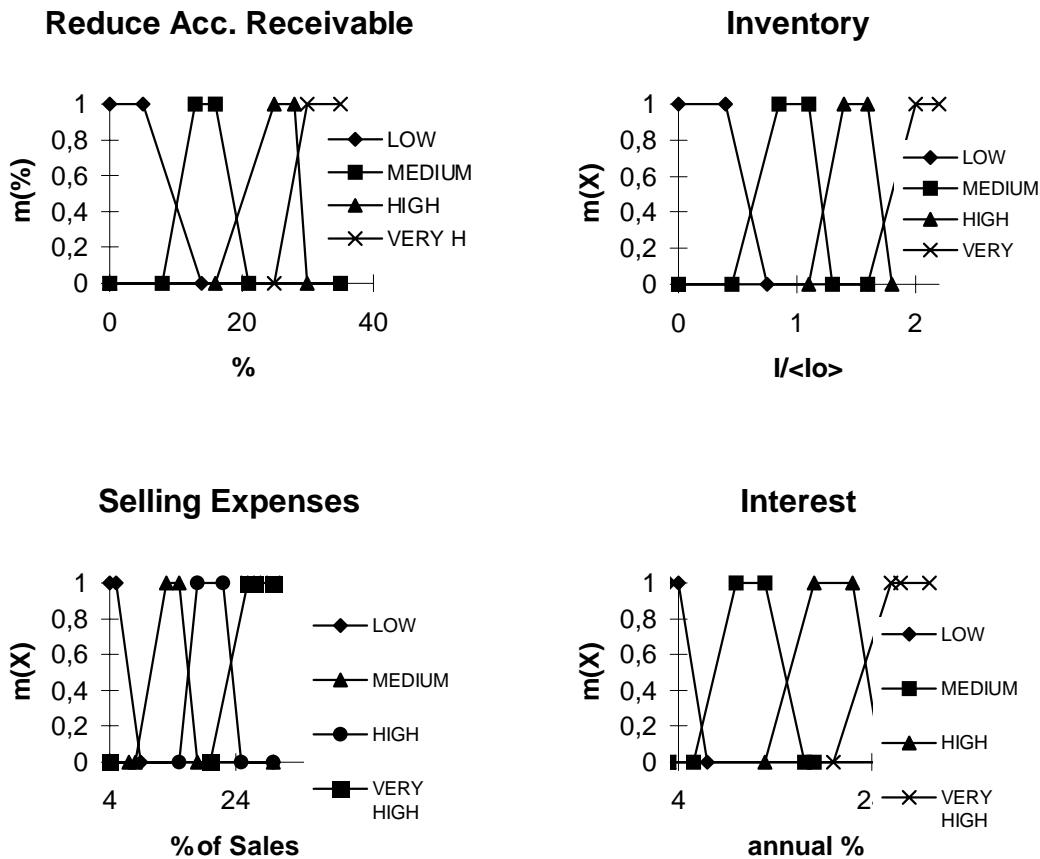 Reduce Acc. Receivable
m(%)
1
0,8
0,6
0,4
0,2
0
0 20 40
%
LOW
MEDIUM
HIGH
VERY H
Inventory
m(X)
1
0,8
0,6
0,4
0,2
0
0 1 2
I/<Io>
LOW
MEDIUM
HIGH
VERY
Selling Expenses
m(X)
1
0,8
0,6
0,4
0,2
0
4 24
% of Sales
LOW
MEDIUM
HIGH
VERY
HIGH
Interest
m(X)
1
0,8
0,6
0,4
0,2
0
4 2
annual %
LOW
MEDIUM
HIGH
VERY
HIGH